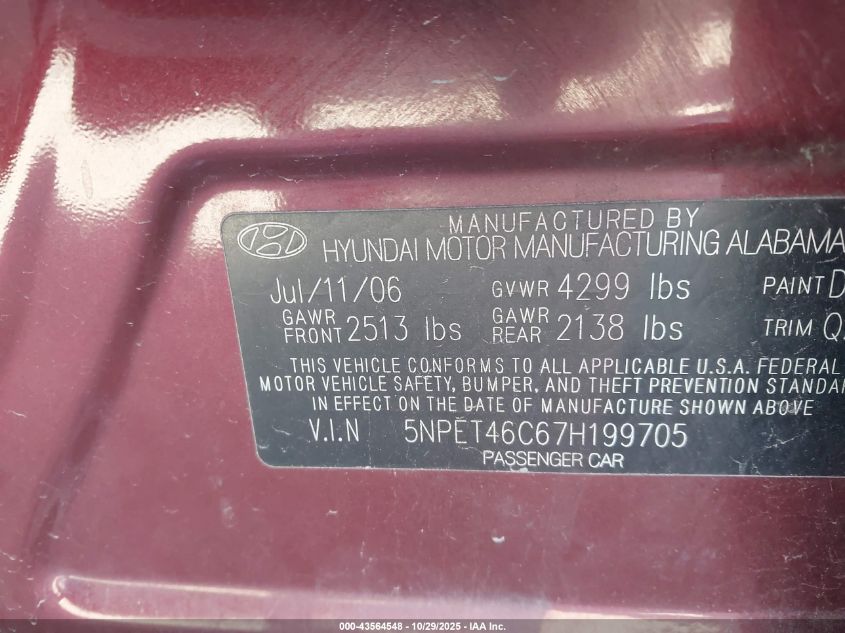 MANUFACTURED BY
HYUNDAI MOTOR MANUFACTURING ALABAMA
Jul/11/06 GVWR 4299 lbs PAINT D
GAWR FRONT 2513 lbs GAWR REAR 2138 lbs TRIM Q
THIS VEHICLE CONFORMS TO ALL APPLICABLE U.S.A. FEDERAL
MOTOR VEHICLE SAFETY, BUMPER, AND THEFT PREVENTION STANDA
IN EFFECT ON THE DATE OF MANUFACTURE SHOWN ABOVE
V.I.N 5NPET46C67H199705
PASSENGER CAR
000-43564548 - 10/29/2025 - IAA Inc.